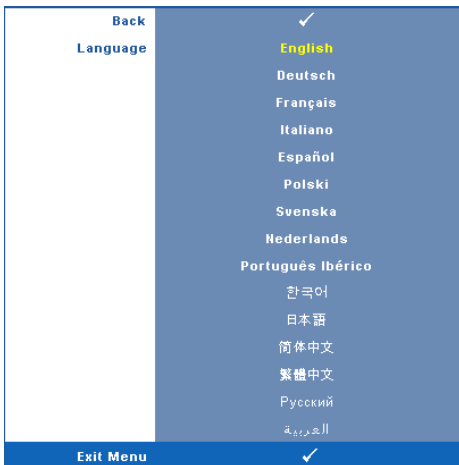 Back ✓
Language English
Deutsch
Français
Italiano
Español
Polski
Svenska
Nederlands
Português Ibérico
한국어
日本語
简体中文
繁體中文
Русский
العربية
Exit Menu ✓